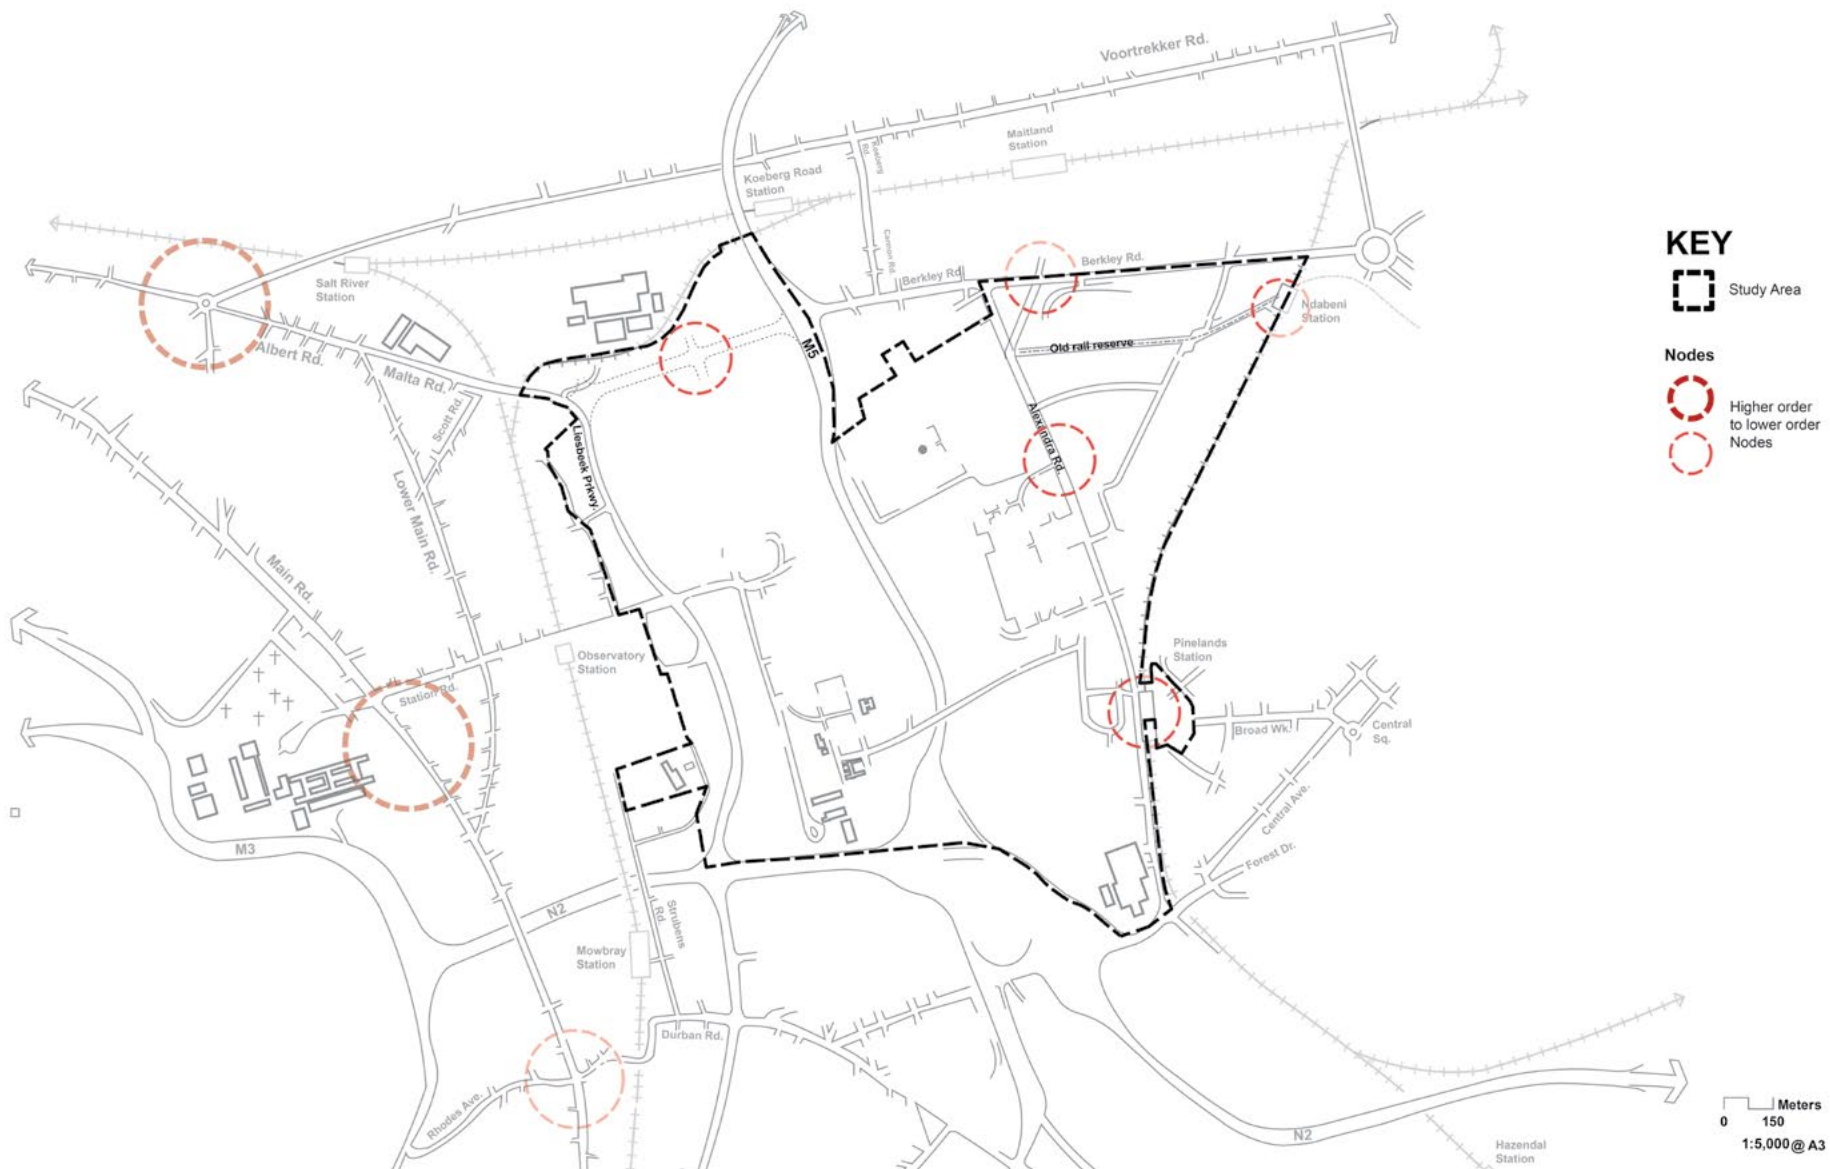 Voortrekker Rd.
Maitland
Station
Koeberg
Rd.
Koeberg Road
Station
Salt River
Station
Cannon Rd.
Berkley Rd.
Berkley Rd.
Ndabeni
Station
Old rail reserve
M5
Albert Rd.
Malta Rd.
Scott Rd.
Liesbeek Prkwy.
Alexandra Rd.
Lower Main Rd.
Main Rd.
Observatory
Station
Station Rd.
Pinelands
Station
Broad Wk.
Central
Sq.
Central Ave.
Forest Dr.
M3
N2
Strubens
Rd.
Mowbray
Station
Durban Rd.
Rhodes Ave.
N2
Hazendal
Station
KEY
Study Area
Nodes
Higher order
to lower order
Nodes
Meters
0 150
1:5,000 @ A3